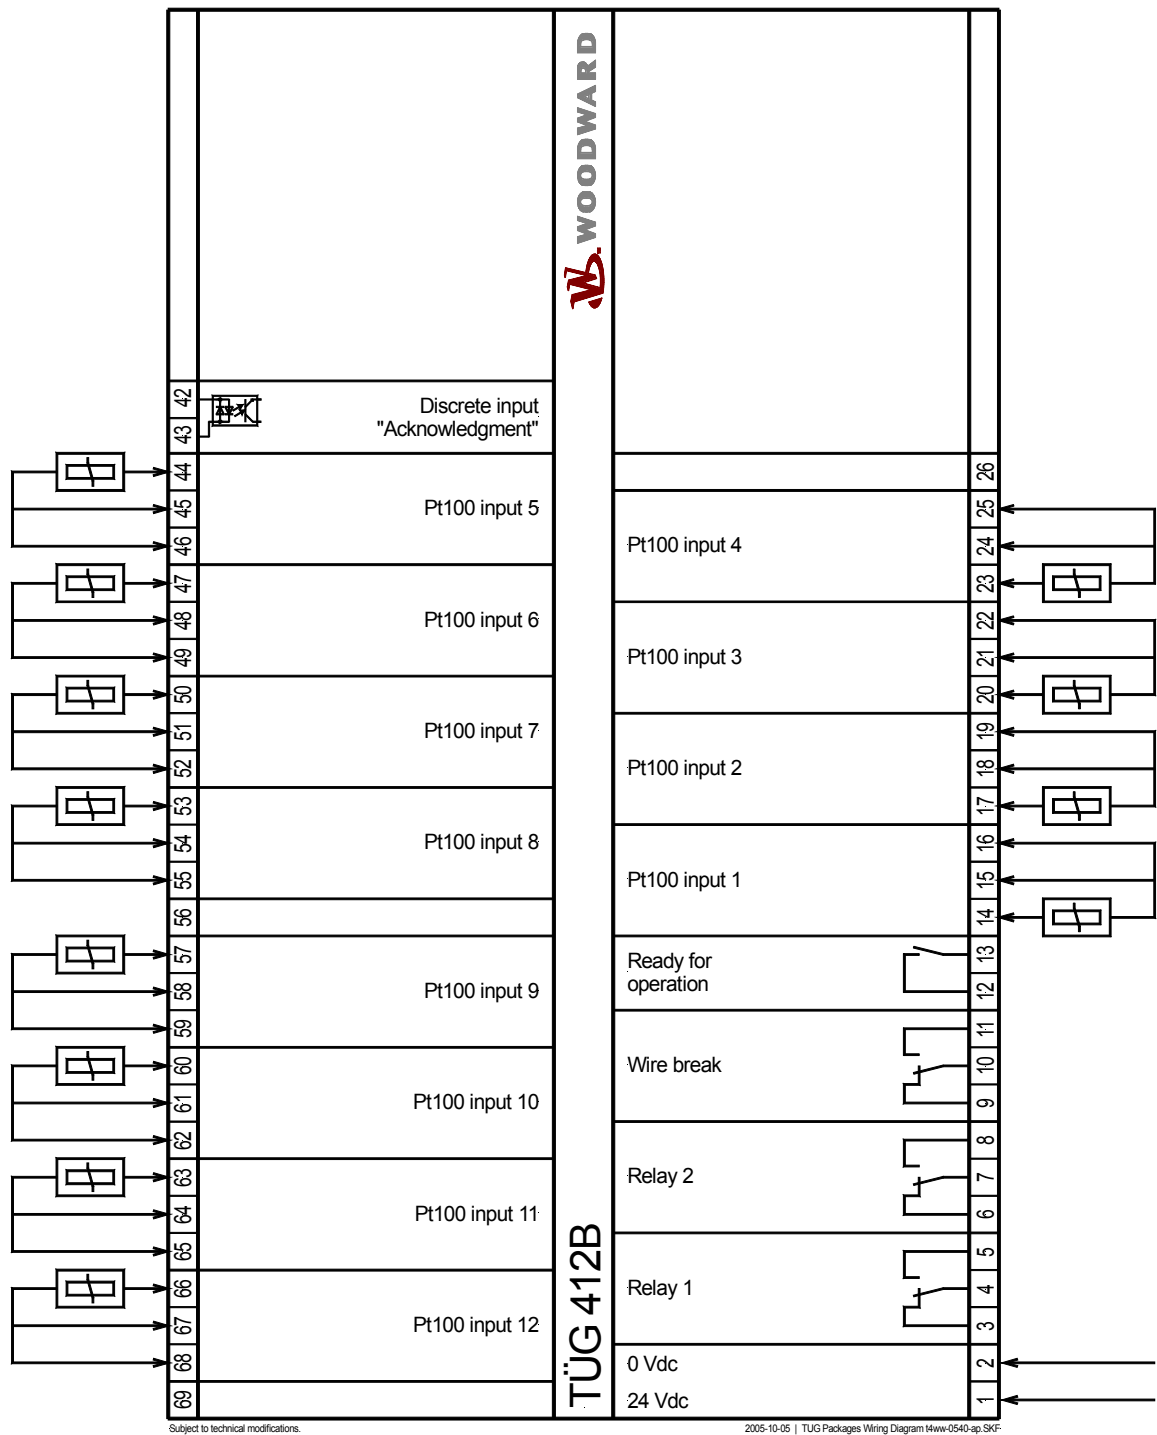 WOODWARD
TÜG 412B
42
43
Discrete input
"Acknowledgment"
44
45
46
Pt100 input 5
47
48
49
Pt100 input 6
50
51
52
Pt100 input 7
53
54
55
Pt100 input 8
56
57
58
59
Pt100 input 9
60
61
62
Pt100 input 10
63
64
65
Pt100 input 11
66
67
68
Pt100 input 12
69
26
25
24
23
Pt100 input 4
22
21
20
Pt100 input 3
19
18
17
Pt100 input 2
16
15
14
Pt100 input 1
13
12
Ready for
operation
11
10
9
Wire break
8
7
6
Relay 2
5
4
3
Relay 1
0 Vdc
2
24 Vdc
1
Subject to technical modifications.
2005-10-05 | TUG Packages Wiring Diagram t4ww-0540-ap.SKF